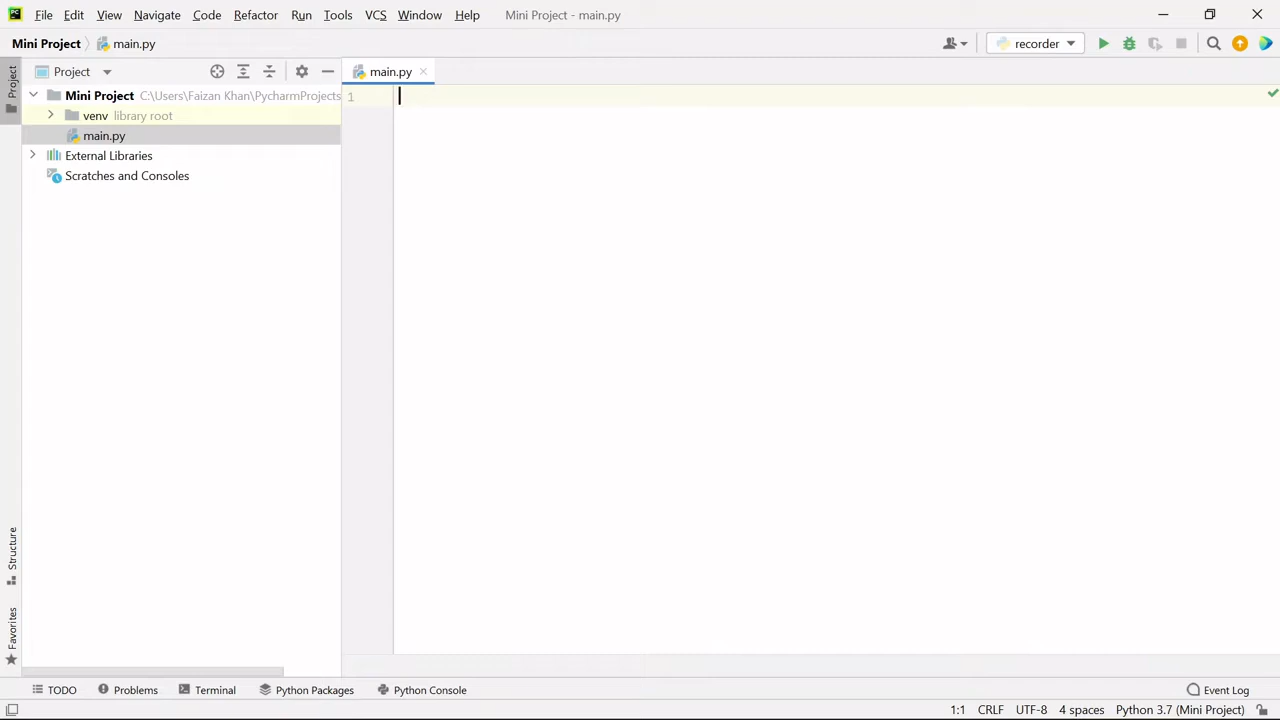 PC File Edit View Navigate Code Refactor Run Tools VCS Window Help Mini Project - main.py
Mini Project main.py recorder
Project Project main.py
Mini Project C:\Users\Faizan Khan\PycharmProjects 1
venv library root
main.py
External Libraries
Scratches and Consoles
Structure
Favorites
TODO Problems Terminal Python Packages Python Console Event Log
1:1 CRLF UTF-8 4 spaces Python 3.7 (Mini Project)